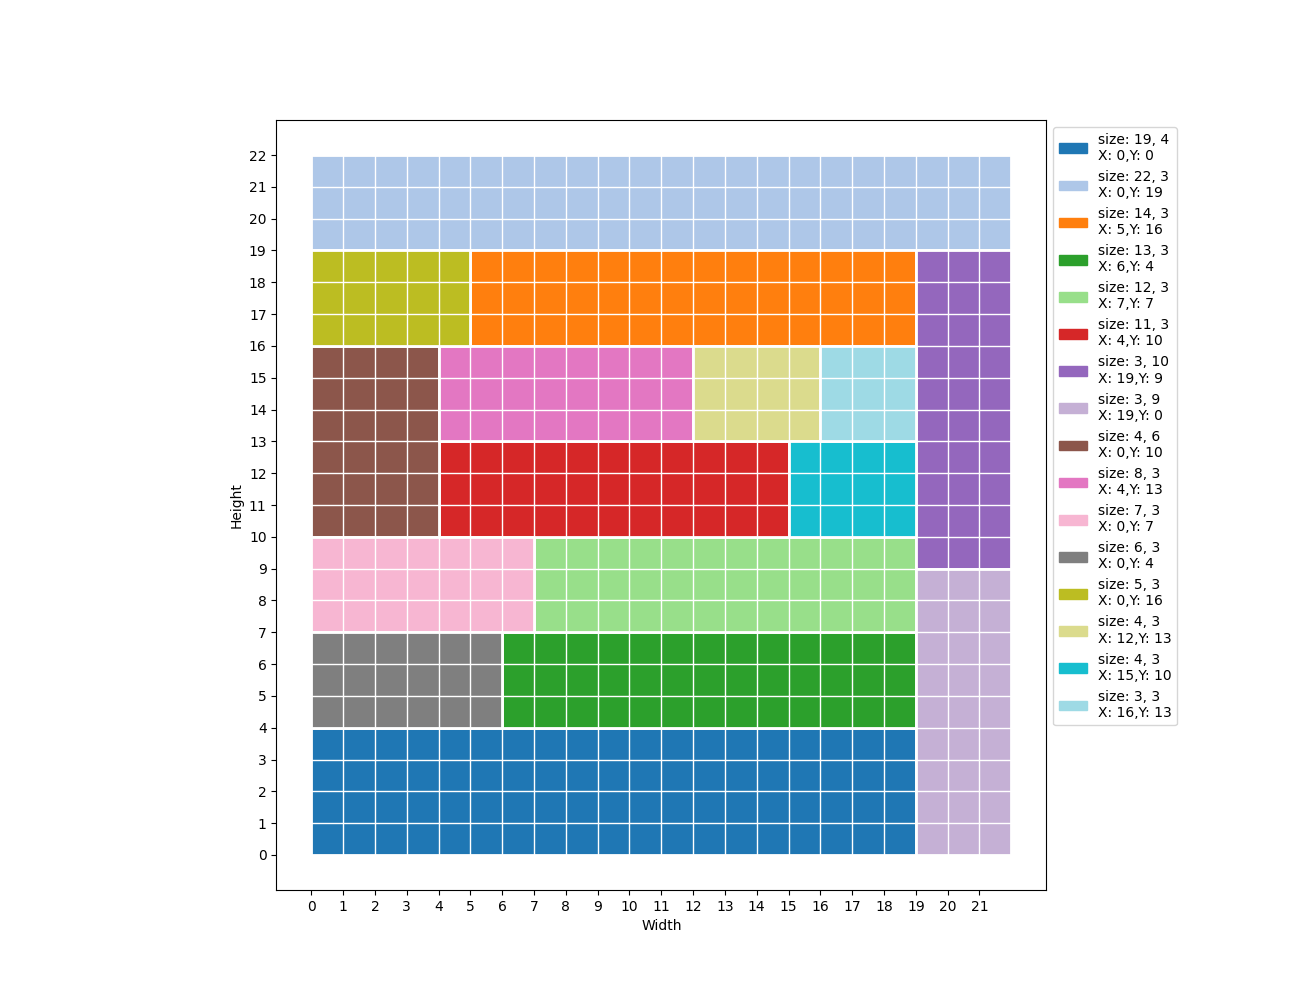 22
21
20
19
18
17
16
15
14
13
12
11
10
9
8
7
6
5
4
3
2
1
0
Height
0 1 2 3 4 5 6 7 8 9 10 11 12 13 14 15 16 17 18 19 20 21
Width
size: 19, 4
X: 0,Y: 0
size: 22, 3
X: 0,Y: 19
size: 14, 3
X: 5,Y: 16
size: 13, 3
X: 6,Y: 4
size: 12, 3
X: 7,Y: 7
size: 11, 3
X: 4,Y: 10
size: 3, 10
X: 19,Y: 9
size: 3, 9
X: 19,Y: 0
size: 4, 6
X: 0,Y: 10
size: 8, 3
X: 4,Y: 13
size: 7, 3
X: 0,Y: 7
size: 6, 3
X: 0,Y: 4
size: 5, 3
X: 0,Y: 16
size: 4, 3
X: 12,Y: 13
size: 4, 3
X: 15,Y: 10
size: 3, 3
X: 16,Y: 13